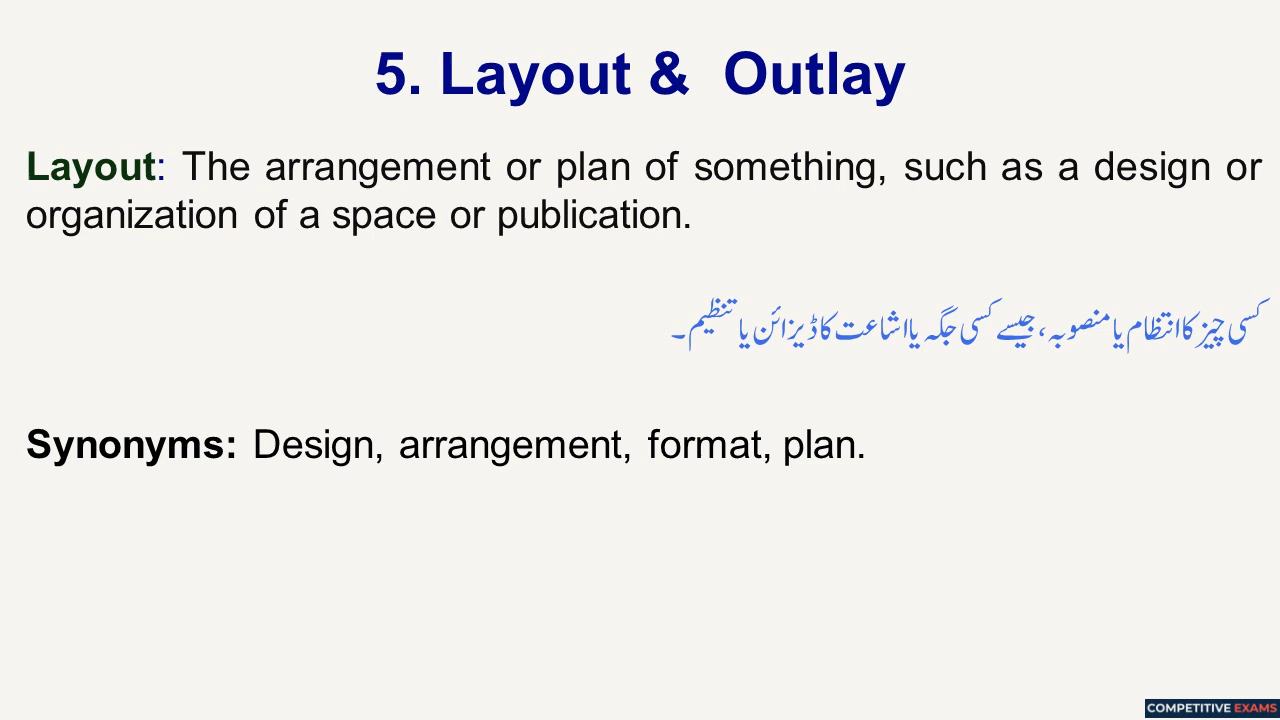 5. Layout & Outlay
Layout: The arrangement or plan of something, such as a design or
organization of a space or publication.
کسی چیز کا انتظام یا منصوبہ، جیسے کسی جگہ یا اشاعت کا ڈیزائن یا تنظیم۔
Synonyms: Design, arrangement, format, plan.
COMPETITIVE EXAMS